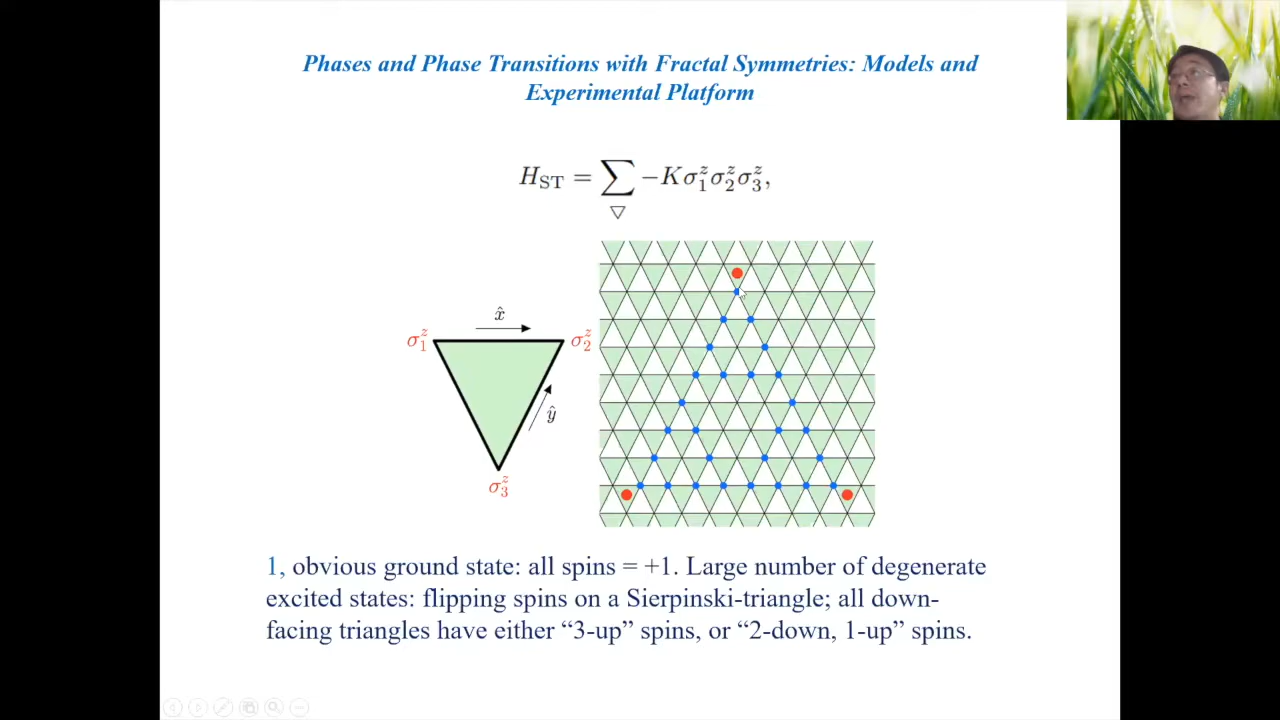 Phases and Phase Transitions with Fractal Symmetries: Models and
Experimental Platform
H_ST = ∑_▽ −Kσ₁ᶻσ₂ᶻσ₃ᶻ,
x̂
σ₁ᶻ
σ₂ᶻ
ŷ
σ₃ᶻ
1, obvious ground state: all spins = +1. Large number of degenerate
excited states: flipping spins on a Sierpinski-triangle; all down-
facing triangles have either “3-up” spins, or “2-down, 1-up” spins.